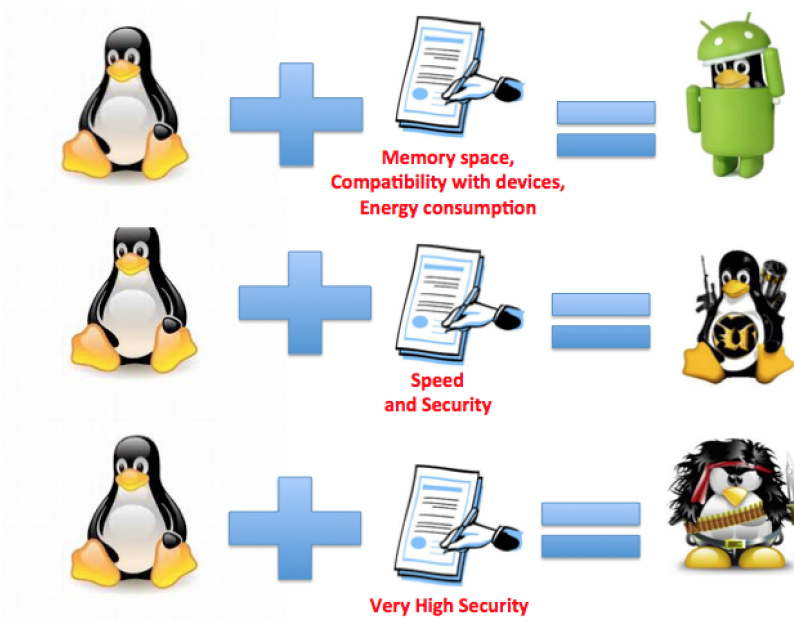 Memory space,
Compatibility with devices,
Energy consumption
Speed
and Security
Very High Security